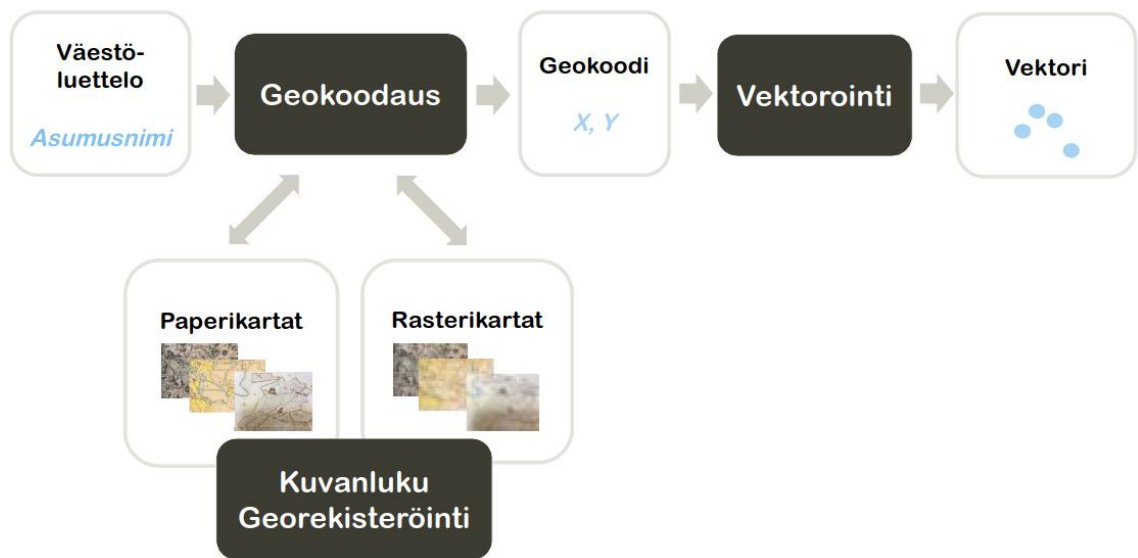 Väestö-
luettelo
Asumusnimi
Geokoodaus
Geokoodi
X, Y
Vektorointi
Vektori
Paperikartat
Rasterikartat
Kuvanluku
Georekisteröinti